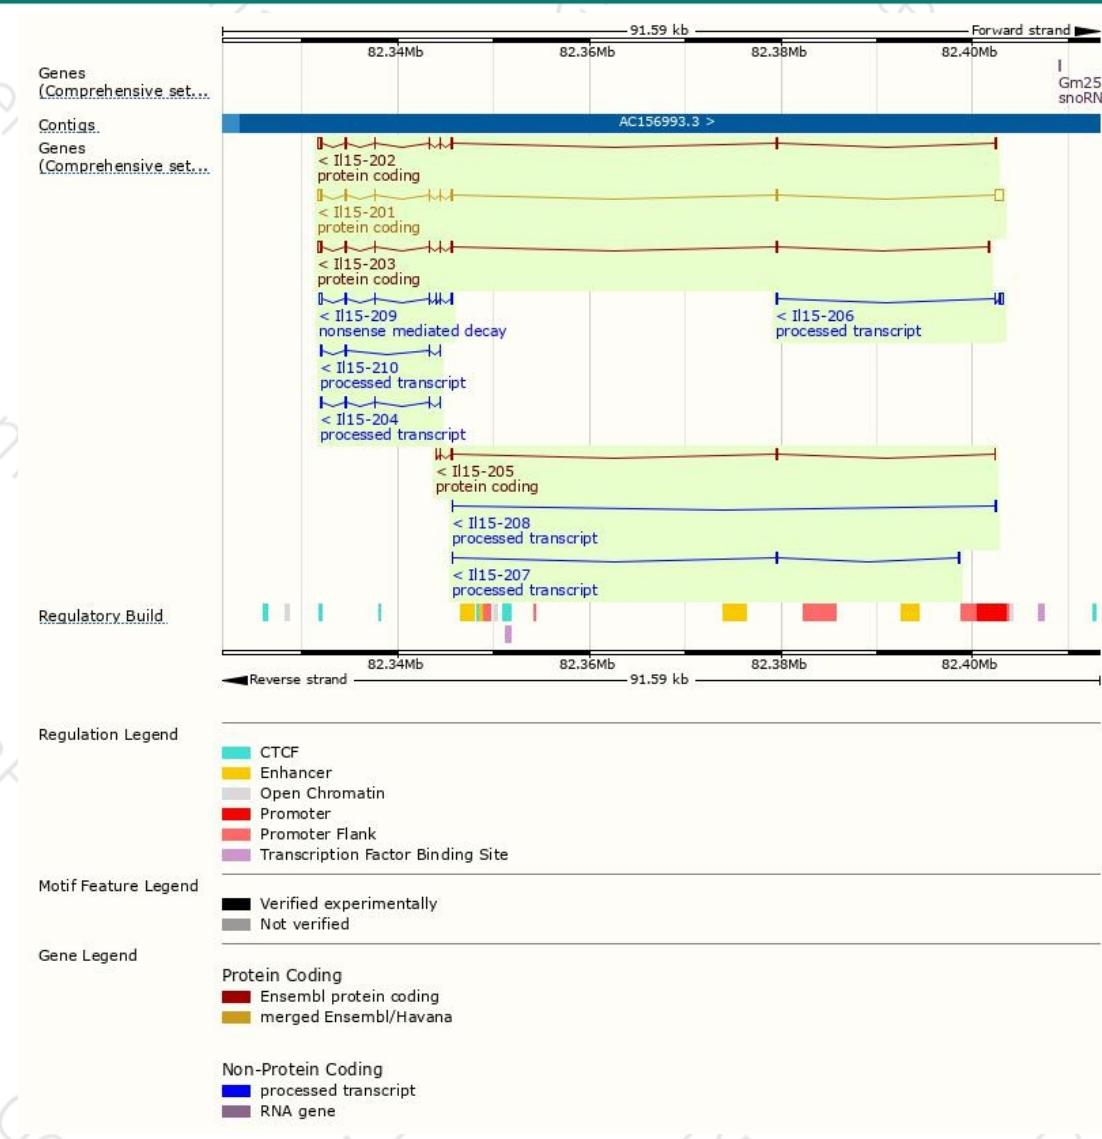 91.59 kb Forward strand
82.34Mb 82.36Mb 82.38Mb 82.40Mb
Genes
(Comprehensive set...
Gm25
snoRN
Contigs
AC156993.3 >
Genes
(Comprehensive set...
< Il15-202
protein coding
< Il15-201
protein coding
< Il15-203
protein coding
< Il15-209
nonsense mediated decay
< Il15-206
processed transcript
< Il15-210
processed transcript
< Il15-204
processed transcript
< Il15-205
protein coding
< Il15-208
processed transcript
< Il15-207
processed transcript
Regulatory Build
82.34Mb 82.36Mb 82.38Mb 82.40Mb
Reverse strand 91.59 kb
Regulation Legend
CTCF
Enhancer
Open Chromatin
Promoter
Promoter Flank
Transcription Factor Binding Site
Motif Feature Legend
Verified experimentally
Not verified
Gene Legend
Protein Coding
Ensembl protein coding
merged Ensembl/Havana
Non-Protein Coding
processed transcript
RNA gene